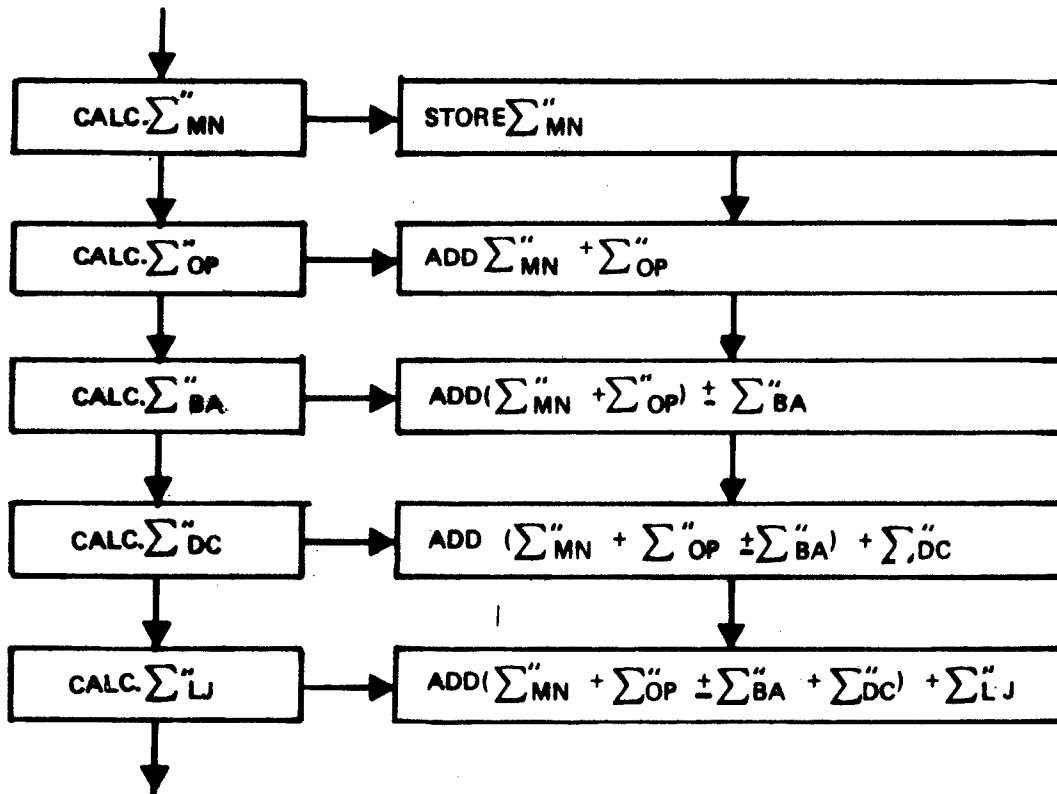 CALC.∑"MN
STORE∑"MN
CALC.∑"OP
ADD ∑"MN + ∑"OP
CALC.∑"BA
ADD(∑"MN +∑"OP) ± ∑"BA
CALC.∑"DC
ADD (∑"MN + ∑"OP ±∑"BA) + ∑"DC
CALC.∑"LJ
ADD(∑"MN + ∑"OP ±∑"BA + ∑"DC) + ∑"LJ